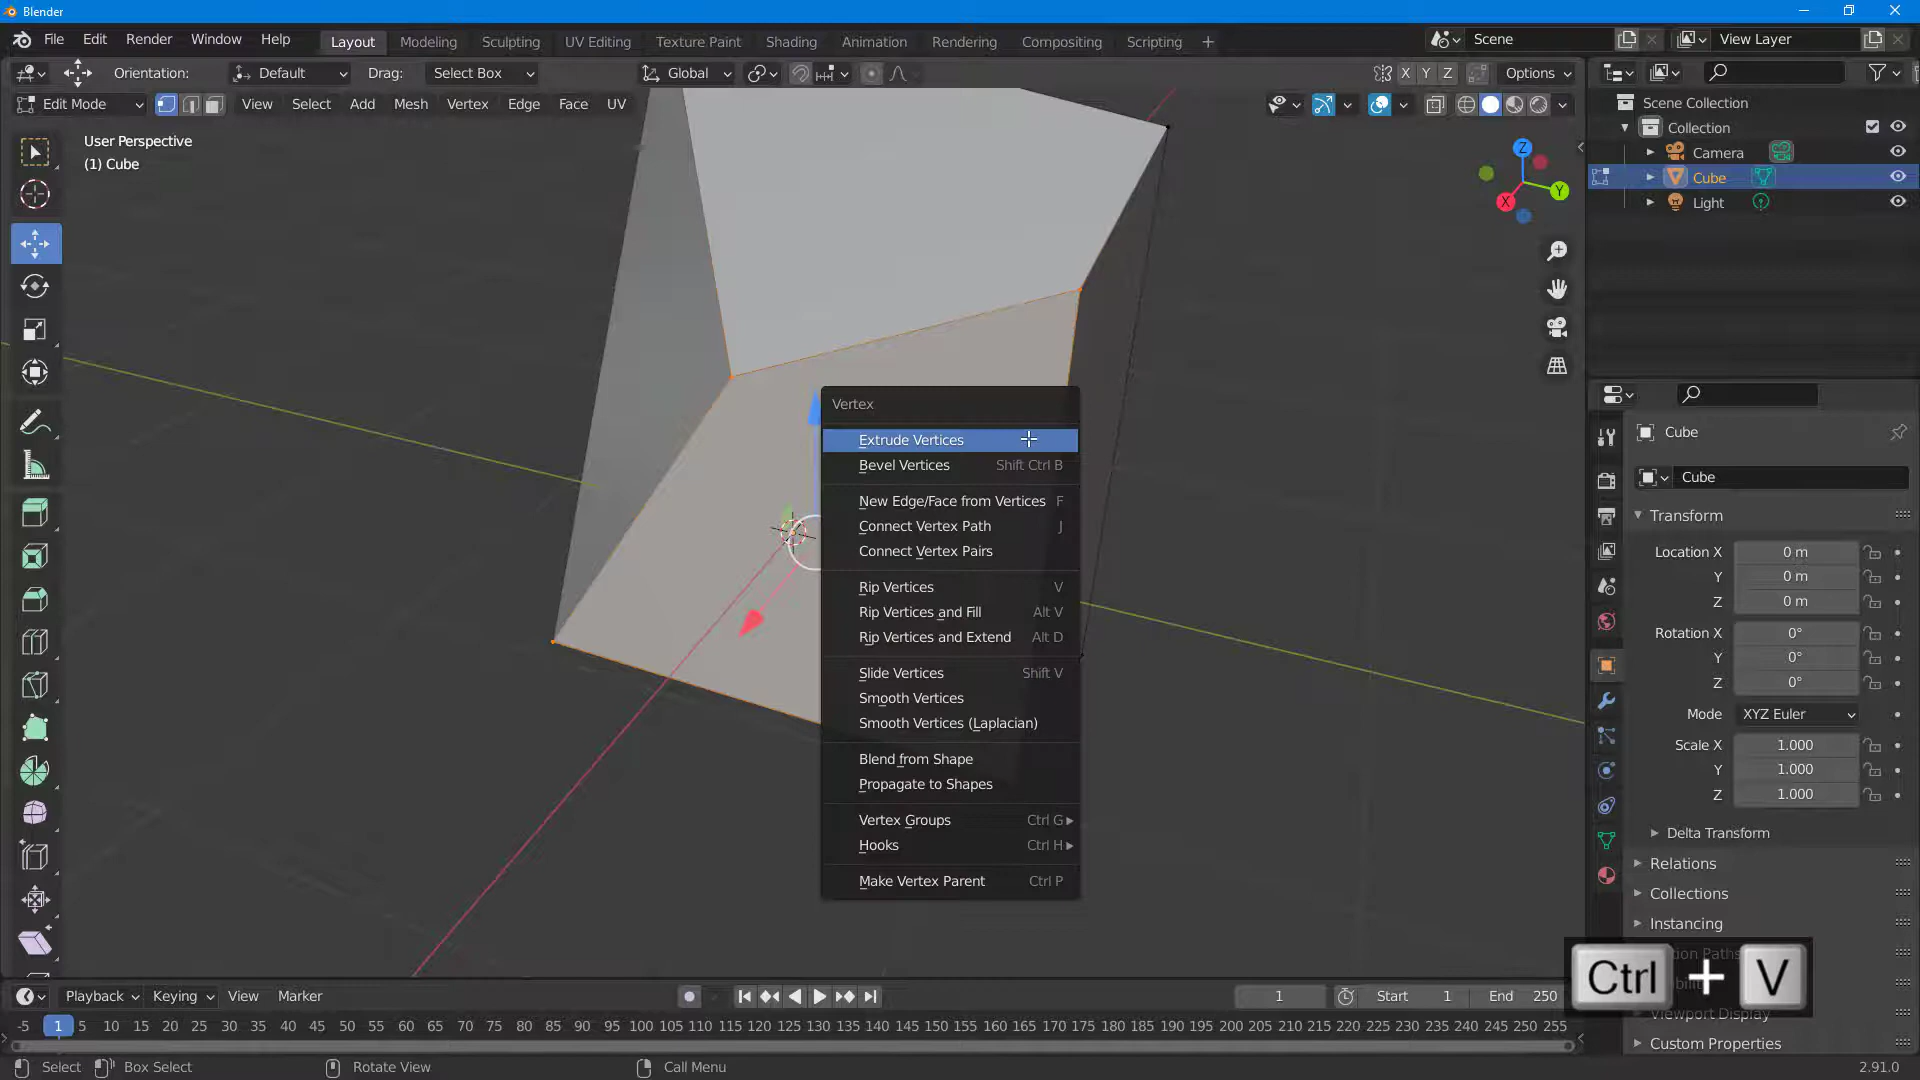 Blender
File Edit Render Window Help Layout Modeling Sculpting UV Editing Texture Paint Shading Animation Rendering Compositing Scripting + Scene View Layer
Orientation: Default Drag: Select Box Global X Y Z Options
Edit Mode View Select Add Mesh Vertex Edge Face UV
User Perspective
(1) Cube
Z
Y
X
Scene Collection
Collection
Camera
Cube
Light
Vertex
Extrude Vertices
Bevel Vertices Shift Ctrl B
New Edge/Face from Vertices F
Connect Vertex Path J
Connect Vertex Pairs
Rip Vertices V
Rip Vertices and Fill Alt V
Rip Vertices and Extend Alt D
Slide Vertices Shift V
Smooth Vertices
Smooth Vertices (Laplacian)
Blend from Shape
Propagate to Shapes
Vertex Groups Ctrl G
Hooks Ctrl H
Make Vertex Parent Ctrl P
Cube
Cube
Transform
Location X 0 m
Y 0 m
Z 0 m
Rotation X 0°
Y 0°
Z 0°
Mode XYZ Euler
Scale X 1.000
Y 1.000
Z 1.000
Delta Transform
Relations
Collections
Instancing
Viewport Display
Custom Properties
Ctrl + V
Playback Keying View Marker 1 Start 1 End 250
-5 1 5 10 15 20 25 30 35 40 45 50 55 60 65 70 75 80 85 90 95 100 105 110 115 120 125 130 135 140 145 150 155 160 165 170 175 180 185 190 195 200 205 210 215 220 225 230 235 240 245 250 255
Select Box Select Rotate View Call Menu 2.91.0